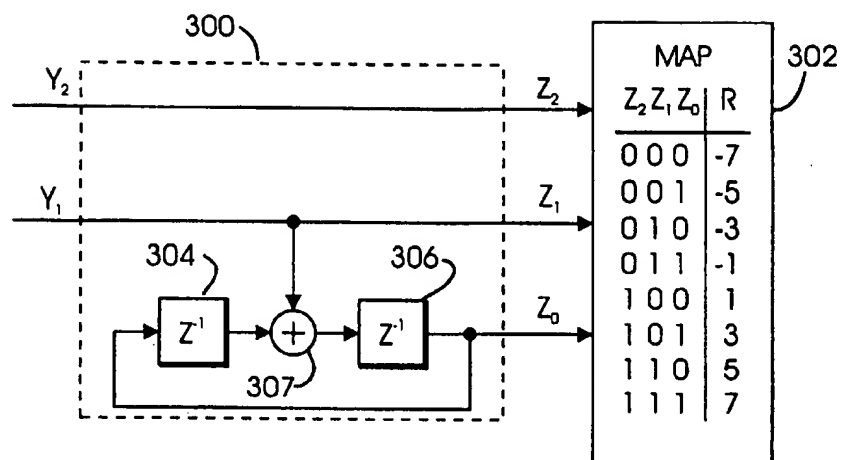 300
MAP
302
Y₂
Z₂
Z₂ Z₁ Z₀ R
0 0 0 -7
0 0 1 -5
0 1 0 -3
0 1 1 -1
1 0 0 1
1 0 1 3
1 1 0 5
1 1 1 7
Y₁
Z₁
304
306
Z⁻¹
+
Z⁻¹
Z₀
307